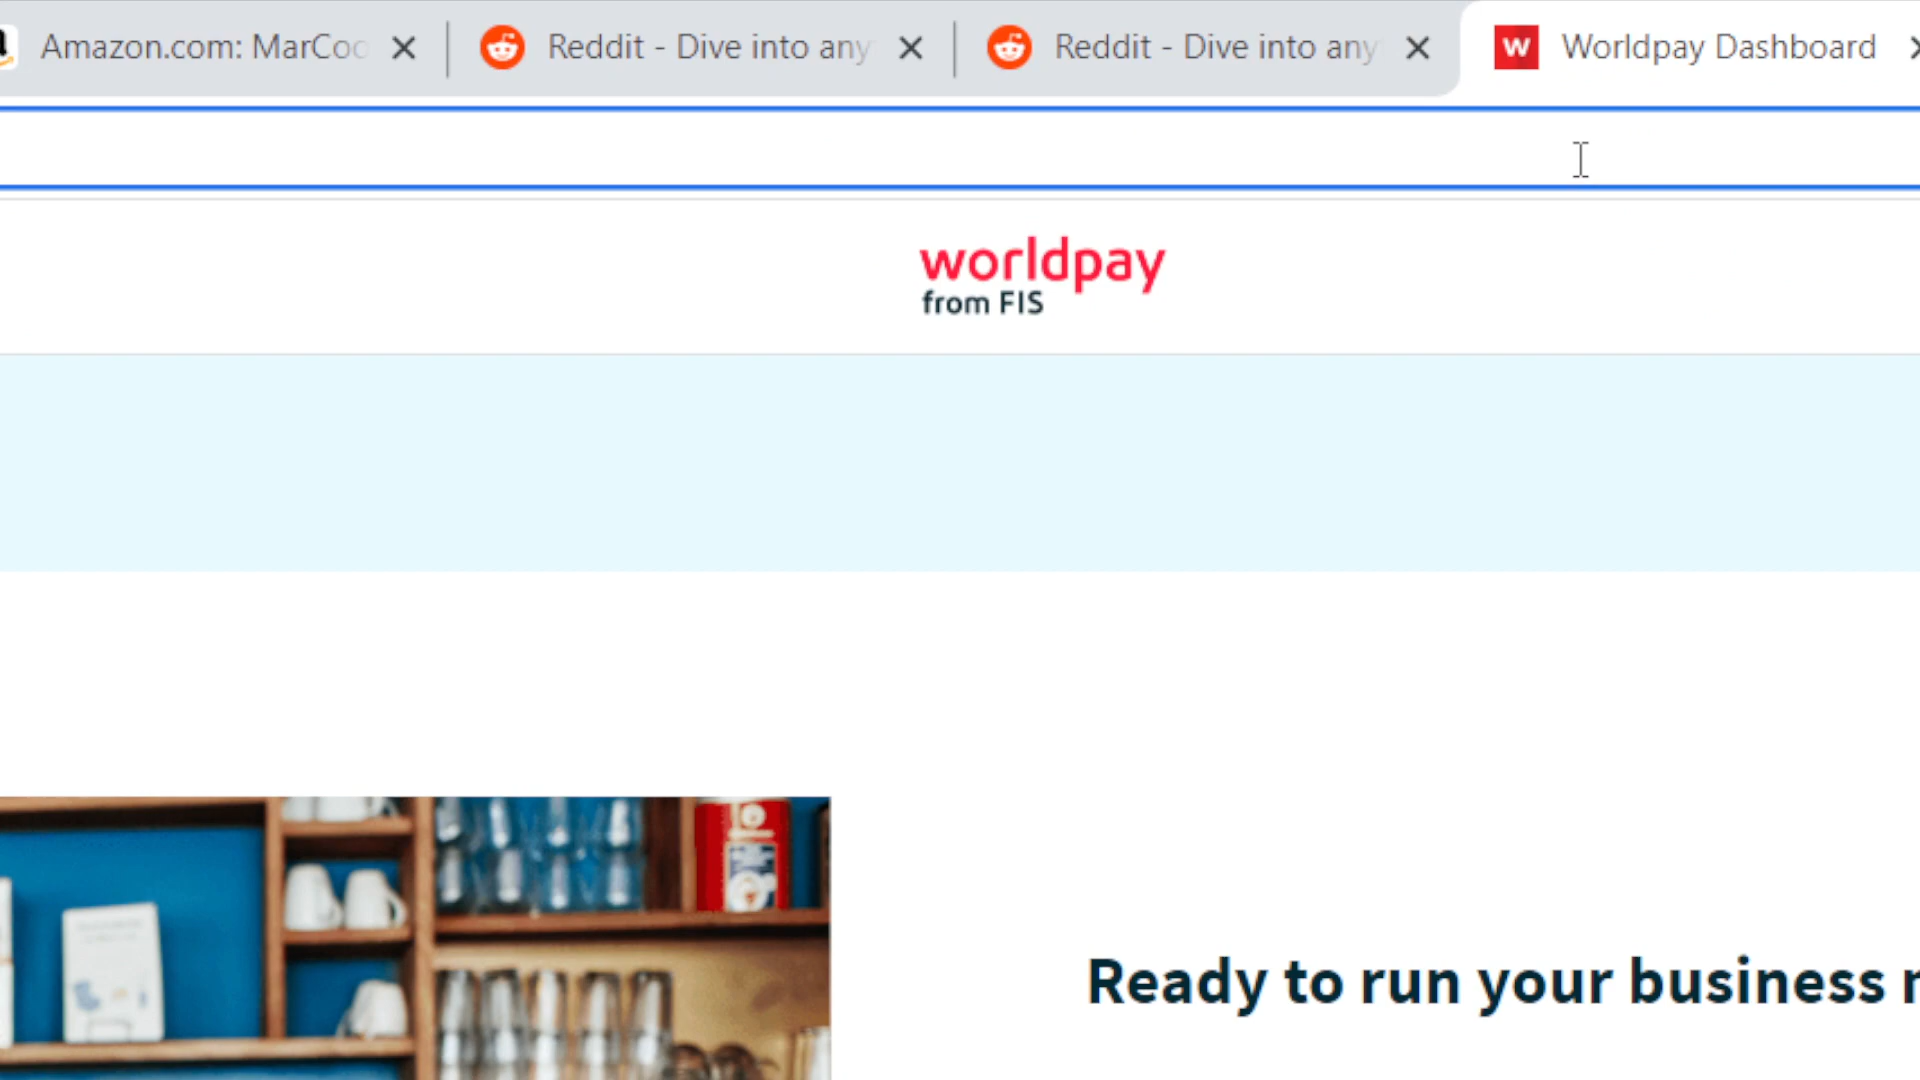 Amazon.com: MarCoo
Reddit - Dive into any
Reddit - Dive into any
W
Worldpay Dashboard
worldpay
from FIS
Ready to run your business